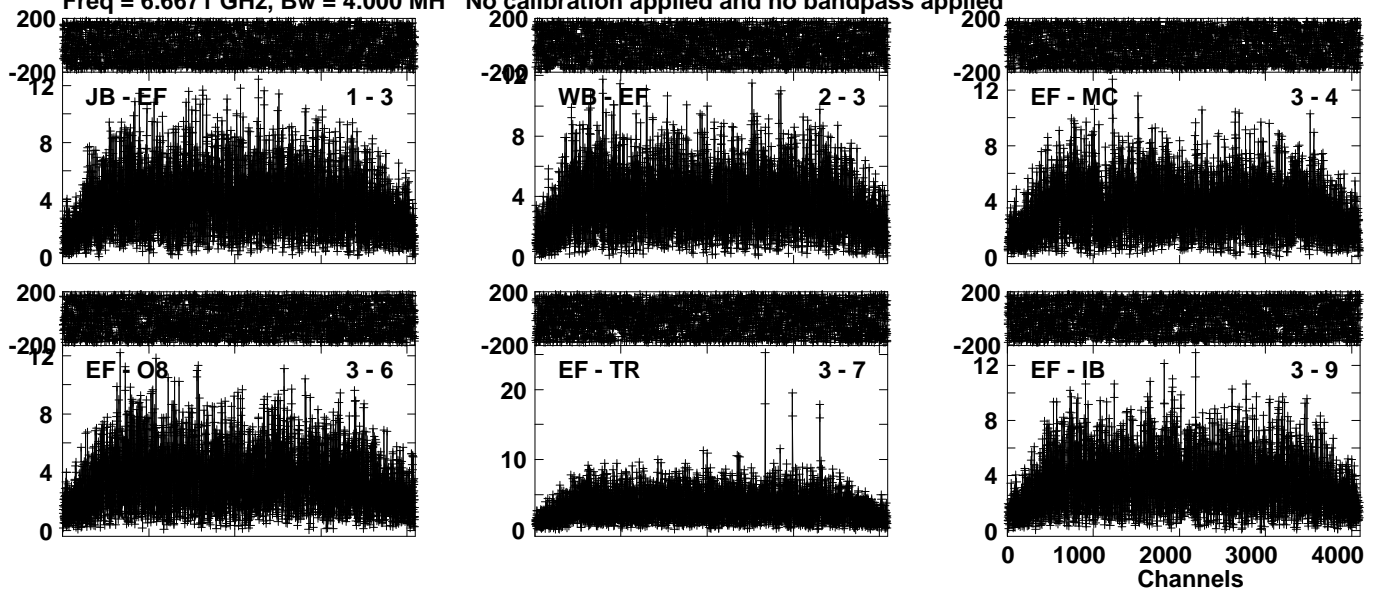 Freq = 6.6671 GHz, Bw = 4.000 MH No calibration applied and no bandpass applied
200 200 200
-200 -200 -200
12 12 12
JB - EF 1 - 3 WB - EF 2 - 3 EF - MC 3 - 4
8 8 8
4 4 4
0 0 0
200 200 200
-200 -200 -200
12 12
EF - O8 3 - 6 EF - TR 3 - 7 EF - IB 3 - 9
20
8 8
10
4 4
0 0 0
0 1000 2000 3000 4000
Channels